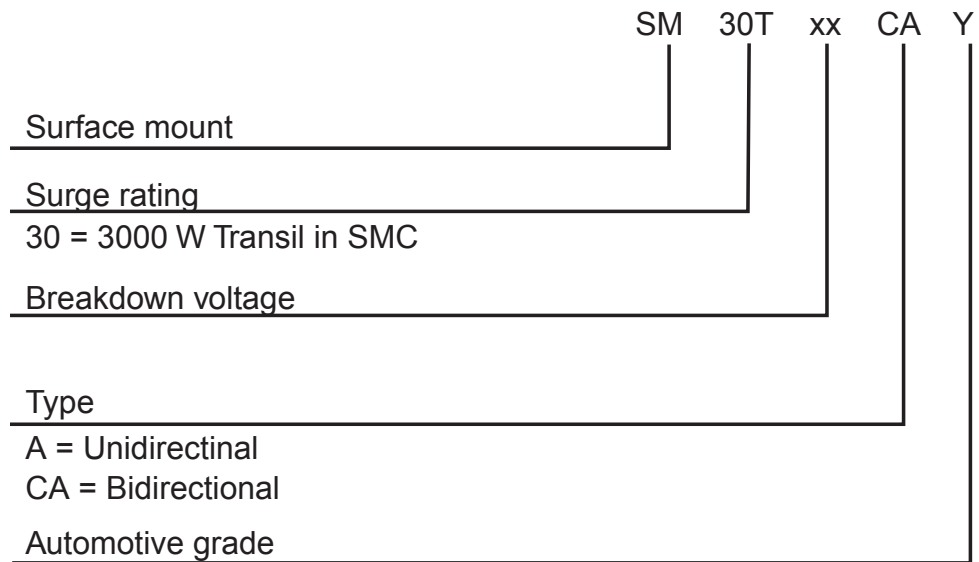 SM 30T xx CA Y
Surface mount
Surge rating
30 = 3000 W Transil in SMC
Breakdown voltage
Type
A = Unidirectinal
CA = Bidirectional
Automotive grade